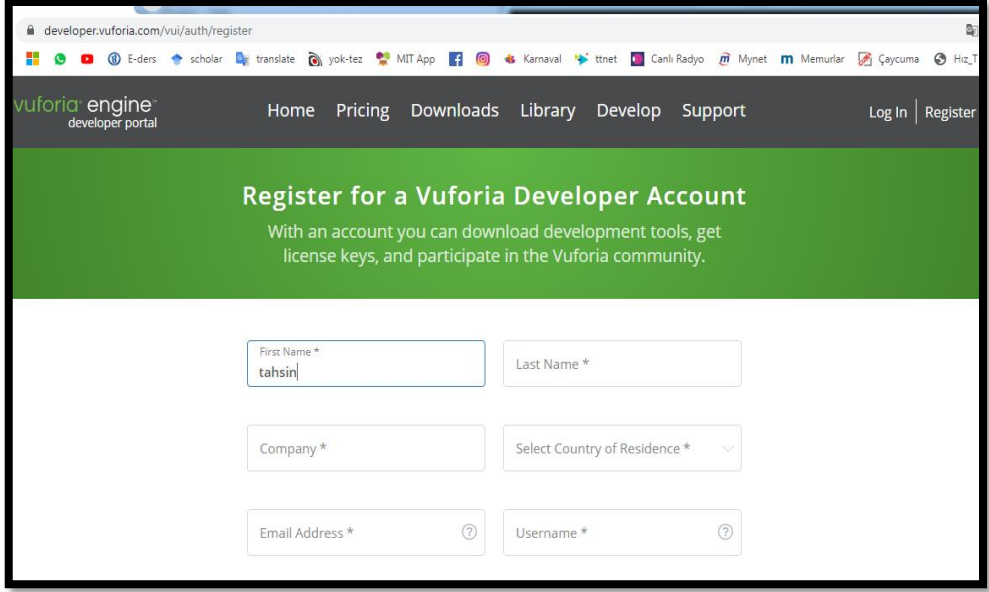 developer.vuforia.com/vui/auth/register
E-ders scholar translate yok-tez MIT App Karnaval ttnet Canlı Radyo Mynet Memurlar Çaycuma Hız_T
vuforia engine
developer portal
Home Pricing Downloads Library Develop Support Log In Register
Register for a Vuforia Developer Account
With an account you can download development tools, get
license keys, and participate in the Vuforia community.
First Name *
tahsin
Last Name *
Company *
Select Country of Residence *
Email Address *
Username *